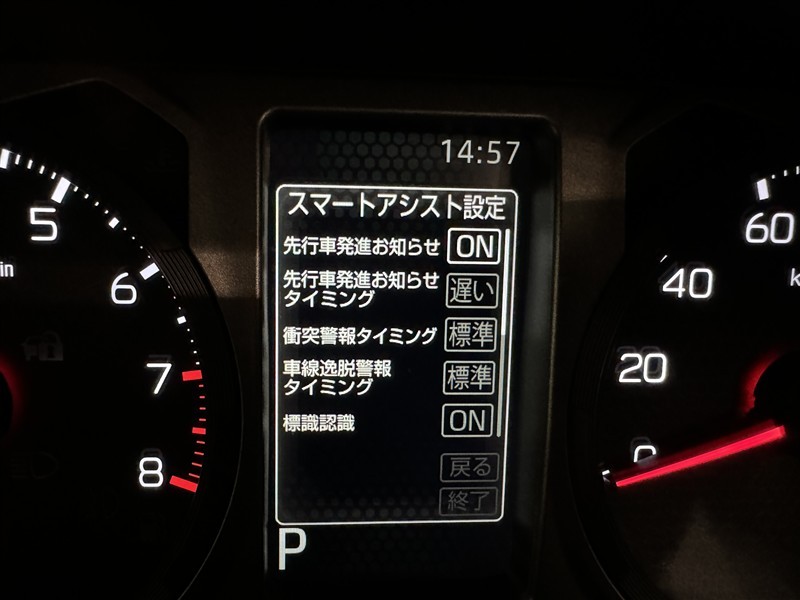 14:57
スマートアシスト設定
先行車発進お知らせ ON
先行車発進お知らせ
タイミング 遅い
衝突警報タイミング 標準
車線逸脱警報
タイミング 標準
標識認識 ON
戻る
終了
P
5
6
7
8
in
60
40
20
0
k